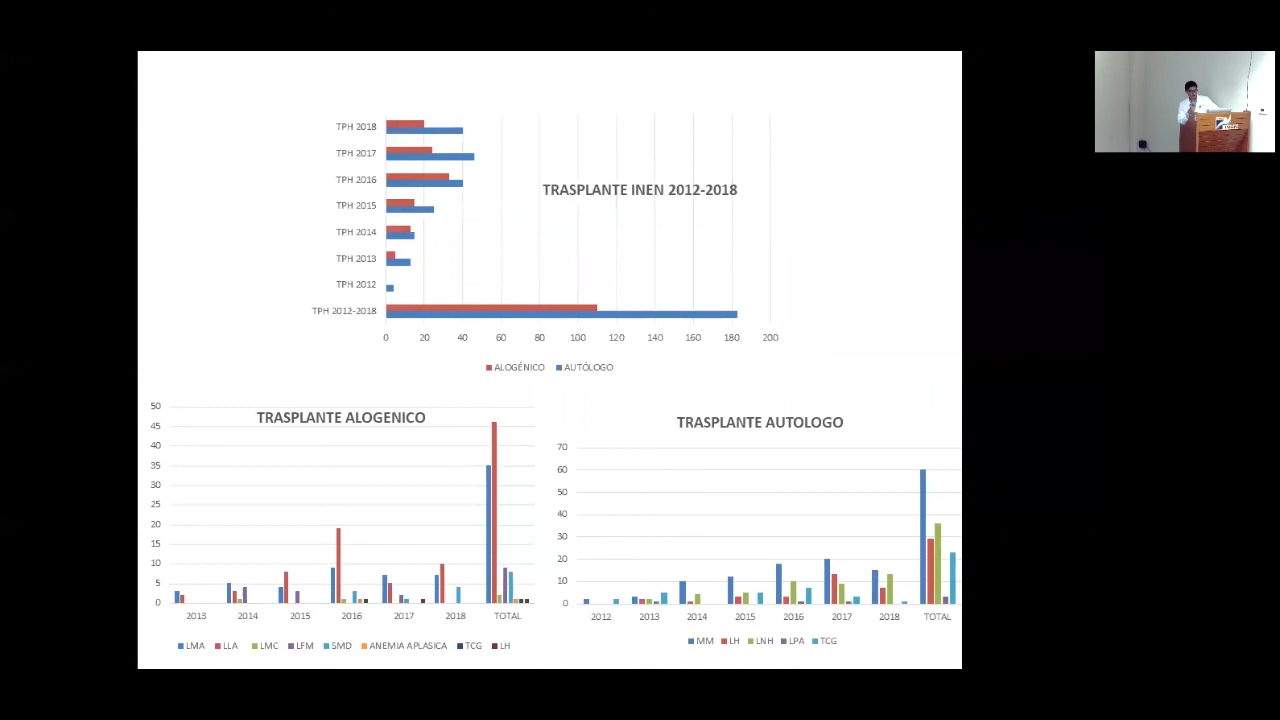 TPH 2018
TPH 2017
TPH 2016
TPH 2015
TPH 2014
TPH 2013
TPH 2012
TPH 2012-2018
TRASPLANTE INEN 2012-2018
0 20 40 60 80 100 120 140 160 180 200
ALOGÉNICO AUTÓLOGO
TRASPLANTE ALOGENICO
50
45
40
35
30
25
20
15
10
5
0
2013 2014 2015 2016 2017 2018 TOTAL
LMA LLA LMC LFM SMD ANEMIA APLASICA TCG LH
TRASPLANTE AUTOLOGO
70
60
50
40
30
20
10
0
2012 2013 2014 2015 2016 2017 2018 TOTAL
MM LH LNH LPA TCG